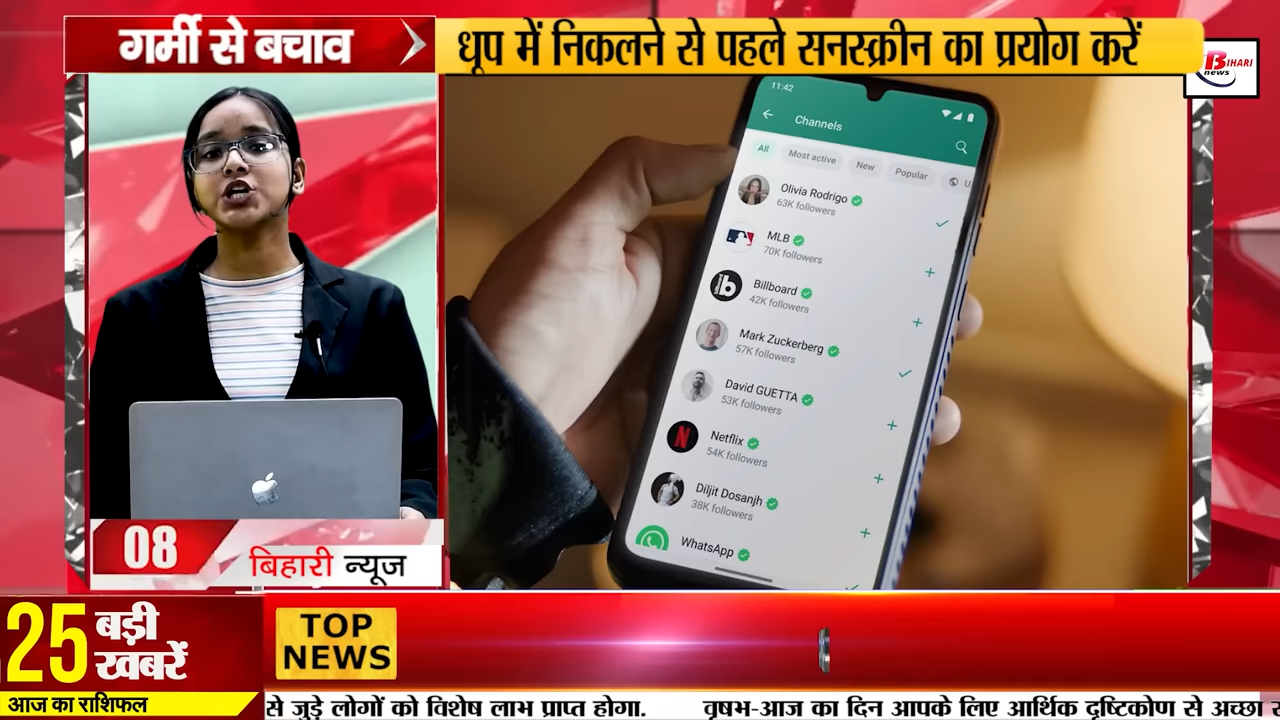 गर्मी से बचाव
धूप में निकलने से पहले सनस्क्रीन का प्रयोग करें
BIHARI
news
11:42
Channels
All
Most active
New
Popular
U
Olivia Rodrigo
63K followers
MLB
70K followers
Billboard
42K followers
Mark Zuckerberg
57K followers
David GUETTA
53K followers
Netflix
54K followers
Diljit Dosanjh
38K followers
WhatsApp
08
बिहारी न्यूज
25 बड़ी
खबरें
TOP
NEWS
आज का राशिफल
से जुड़े लोगों को विशेष लाभ प्राप्त होगा. वृषभ-आज का दिन आपके लिए आर्थिक दृष्टिकोण से अच्छा